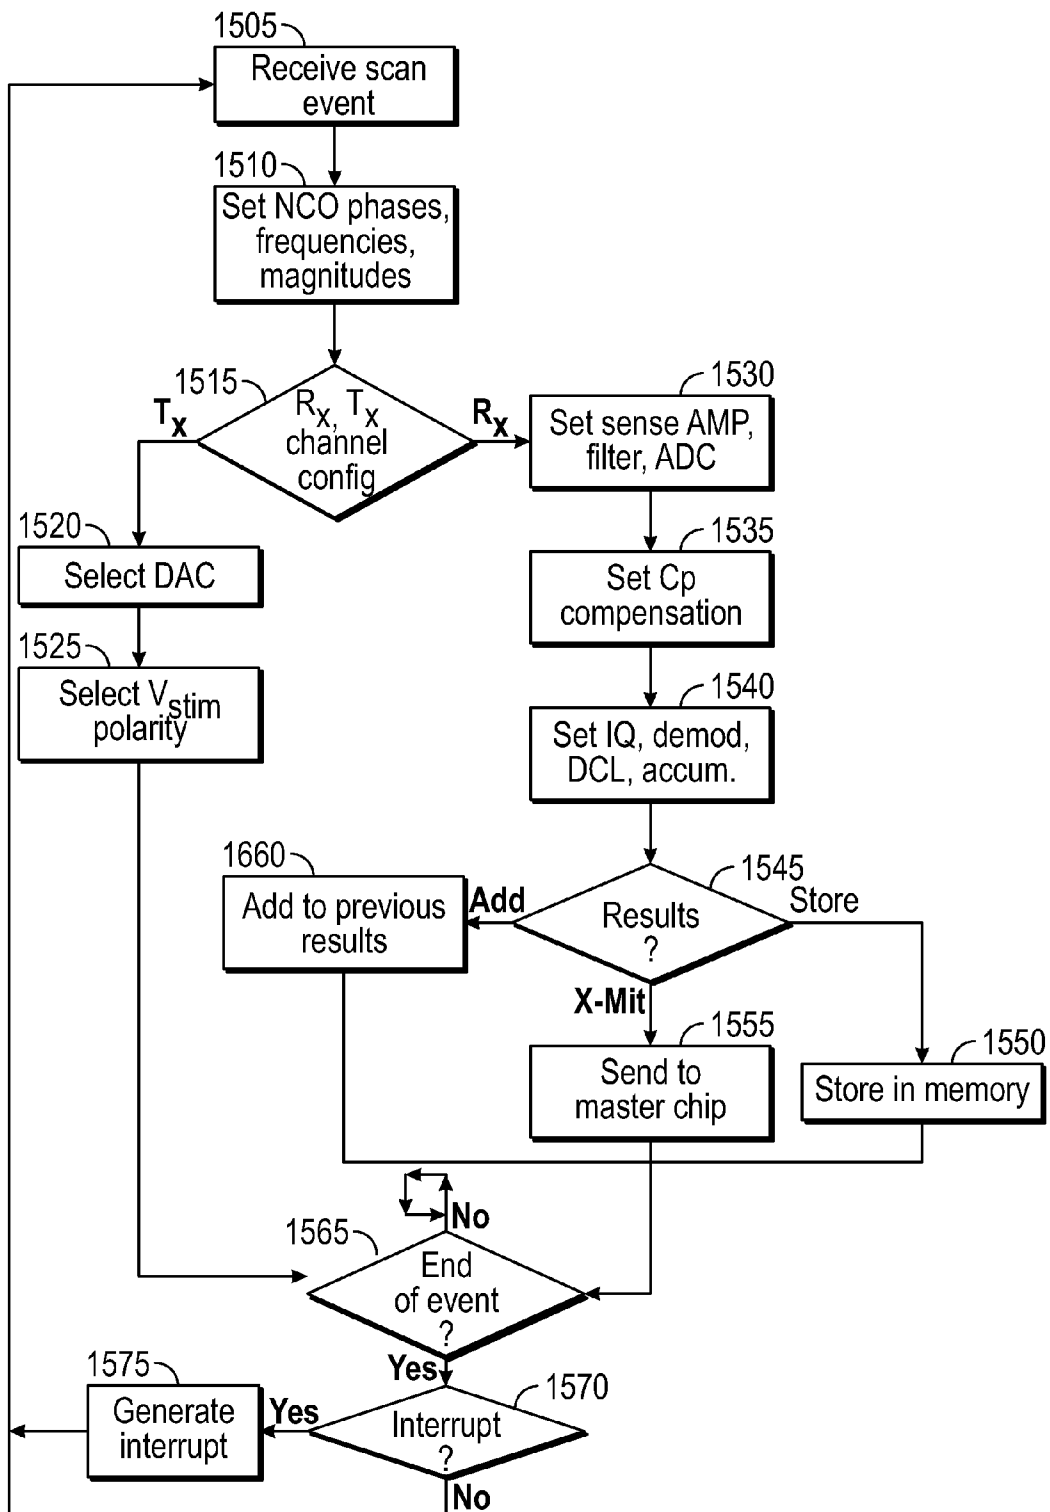 1505
Receive scan
event
1510
Set NCO phases,
frequencies,
magnitudes
1515
Tx
Rx, Tx
channel
config
Rx
1530
Set sense AMP,
filter, ADC
1520
Select DAC
1535
Set Cp
compensation
1525
Select Vstim
polarity
1540
Set IQ, demod,
DCL, accum.
1660
Add to previous
results
Add
1545
Results
?
Store
X-Mit
1555
Send to
master chip
1550
Store in memory
No
1565
End
of event
?
Yes
1575
Generate
interrupt
Yes
1570
Interrupt
?
No